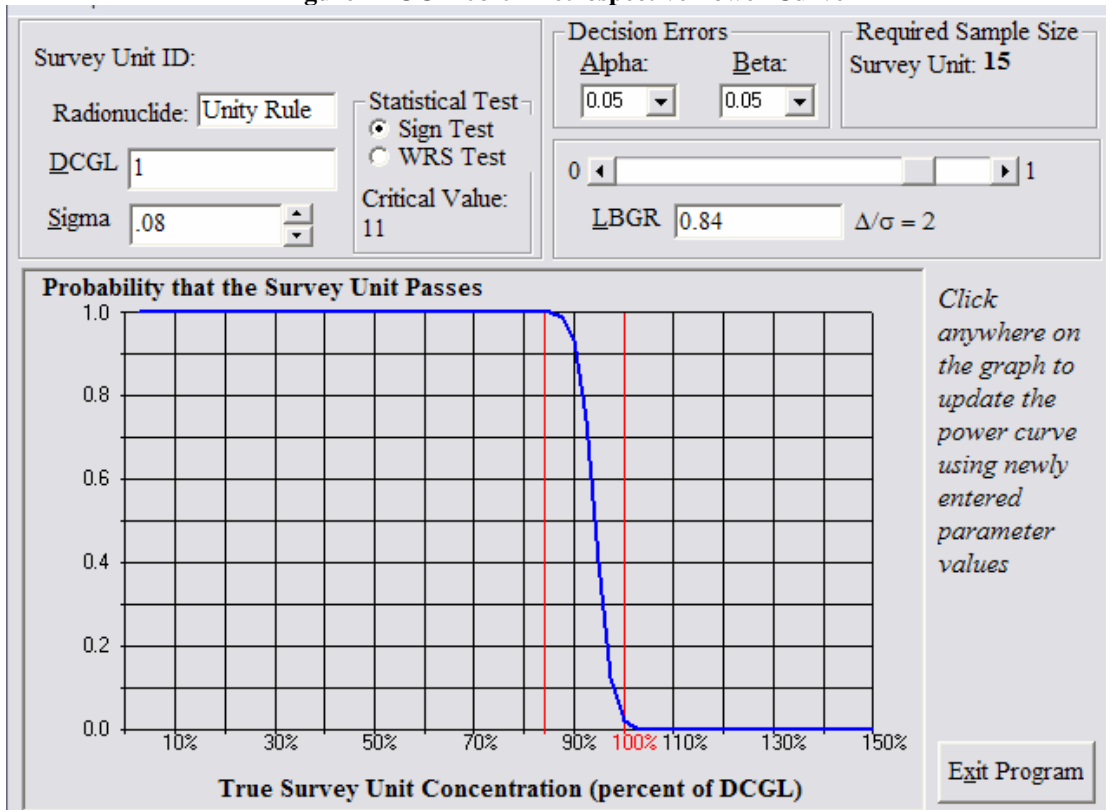 Survey Unit ID:
Radionuclide: Unity Rule
DCGL 1
Sigma .08
Statistical Test
Sign Test
WRS Test
Critical Value:
11
Decision Errors
Alpha: Beta:
0.05 0.05
Required Sample Size
Survey Unit: 15
0 1
LBGR 0.84 Δ/σ = 2
Probability that the Survey Unit Passes
1.0
0.8
0.6
0.4
0.2
0.0
10% 30% 50% 70% 90% 100% 110% 130% 150%
True Survey Unit Concentration (percent of DCGL)
Click
anywhere on
the graph to
update the
power curve
using newly
entered
parameter
values
Exit Program